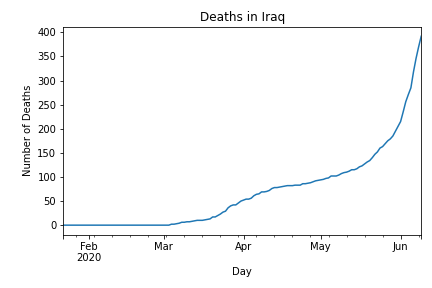 Deaths in Iraq
Number of Deaths
400
350
300
250
200
150
100
50
0
Feb
2020
Mar
Apr
May
Jun
Day